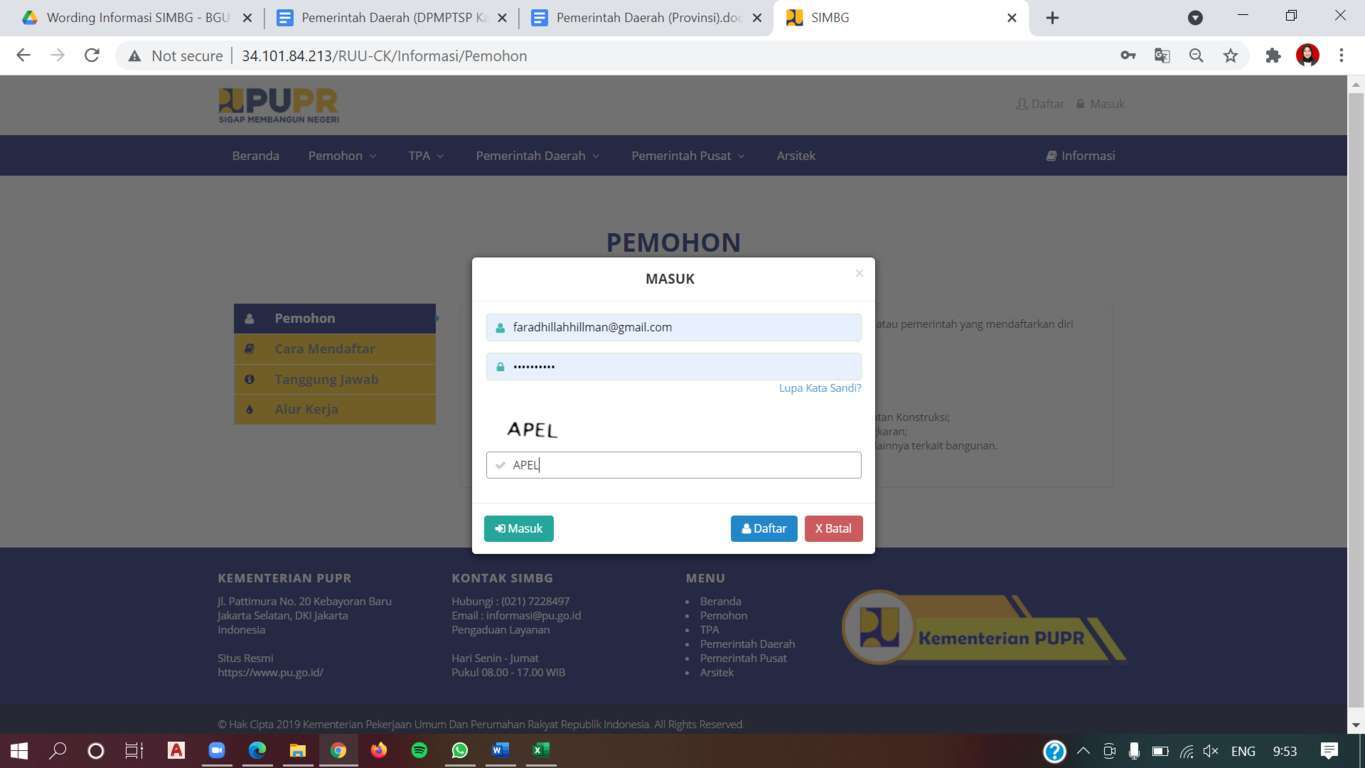 Wording Informasi SIMBG - BGU
Pemerintah Daerah (DPMPTSP Ka
Pemerintah Daerah (Provinsi).doc
SIMBG
Not secure
34.101.84.213/RUU-CK/Informasi/Pemohon
PUPR
SIGAP MEMBANGUN NEGERI
Daftar
Masuk
Beranda
Pemohon
TPA
Pemerintah Daerah
Pemerintah Pusat
Arsitek
Informasi
PEMOHON
Pemohon
Cara Mendaftar
Tanggung Jawab
Alur Kerja
atau pemerintah yang mendaftarkan diri
atan Konstruksi;
gkaran;
lainnya terkait bangunan.
MASUK
×
faradhillahhillman@gmail.com
••••••••••
Lupa Kata Sandi?
APEL
APEL
Masuk
Daftar
X Batal
KEMENTERIAN PUPR
Jl. Pattimura No. 20 Kebayoran Baru
Jakarta Selatan, DKI Jakarta
Indonesia
Situs Resmi
https://www.pu.go.id/
KONTAK SIMBG
Hubungi : (021) 7228497
Email : informasi@pu.go.id
Pengaduan Layanan
Hari Senin - Jumat
Pukul 08.00 - 17.00 WIB
MENU
Beranda
Pemohon
TPA
Pemerintah Daerah
Pemerintah Pusat
Arsitek
Kementerian PUPR
© Hak Cipta 2019 Kementerian Pekerjaan Umum Dan Perumahan Rakyat Republik Indonesia. All Rights Reserved.
ENG
9:53